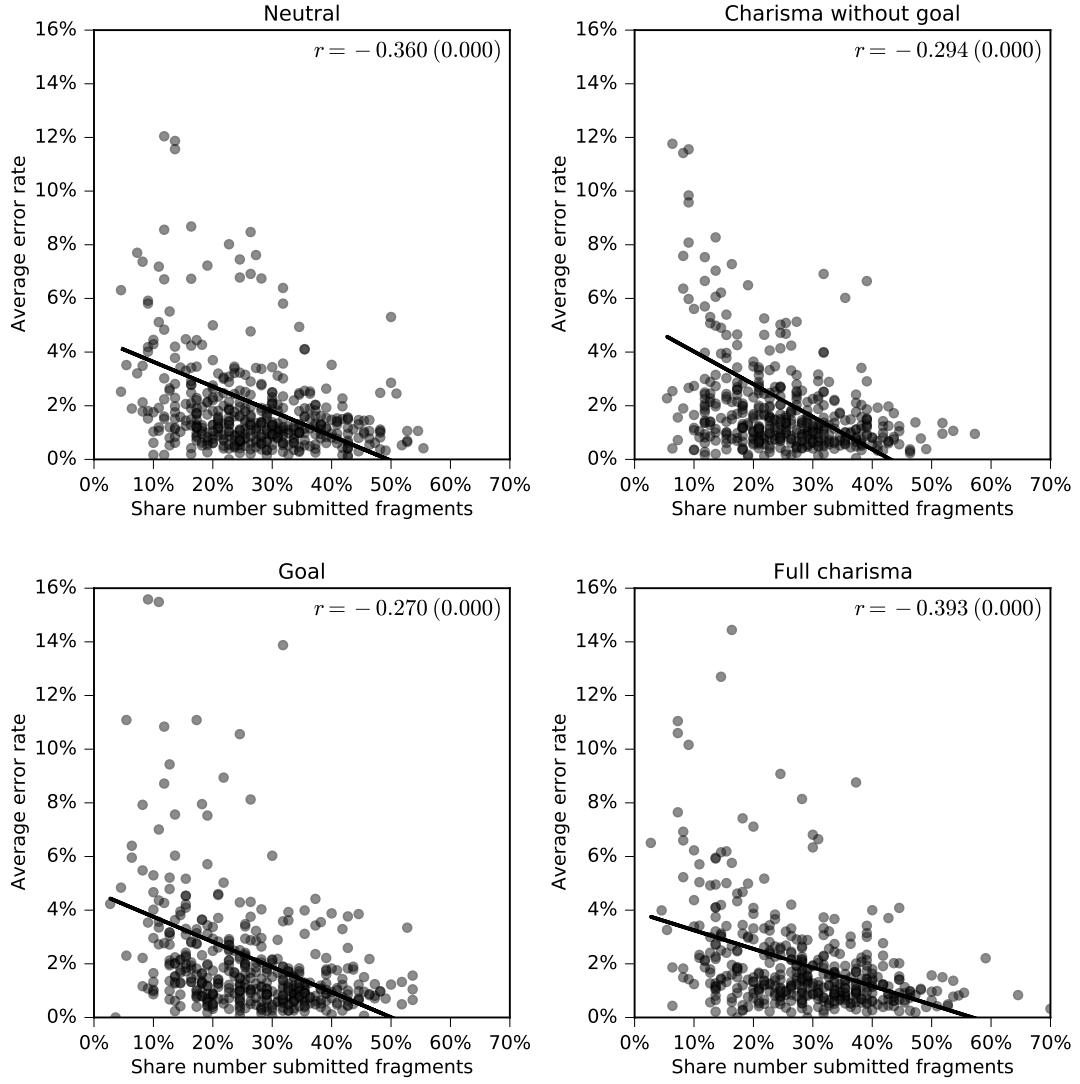 Neutral
r = −0.360 (0.000)
16%
14%
12%
10%
8%
6%
4%
2%
0%
Average error rate
0% 10% 20% 30% 40% 50% 60% 70%
Share number submitted fragments
Charisma without goal
r = −0.294 (0.000)
16%
14%
12%
10%
8%
6%
4%
2%
0%
Average error rate
0% 10% 20% 30% 40% 50% 60% 70%
Share number submitted fragments
Goal
r = −0.270 (0.000)
16%
14%
12%
10%
8%
6%
4%
2%
0%
Average error rate
0% 10% 20% 30% 40% 50% 60% 70%
Share number submitted fragments
Full charisma
r = −0.393 (0.000)
16%
14%
12%
10%
8%
6%
4%
2%
0%
Average error rate
0% 10% 20% 30% 40% 50% 60% 70%
Share number submitted fragments